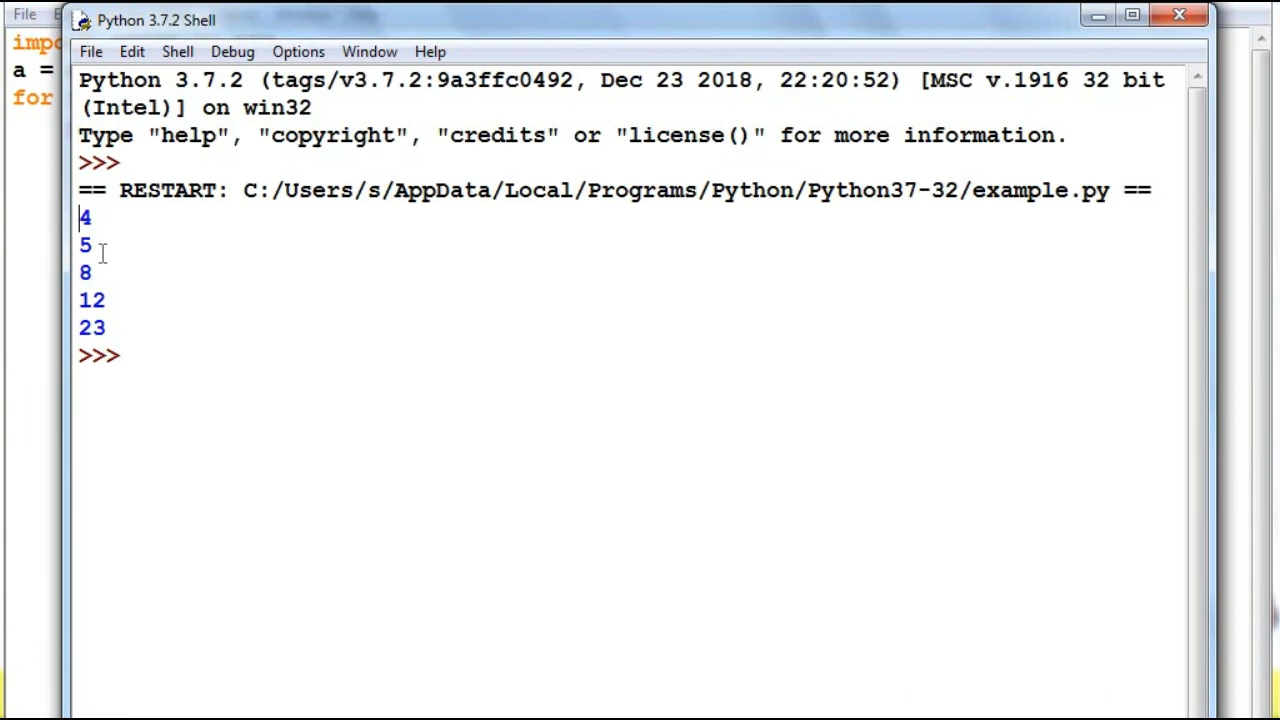 File
Python 3.7.2 Shell
File Edit Shell Debug Options Window Help
a =
for
Python 3.7.2 (tags/v3.7.2:9a3ffc0492, Dec 23 2018, 22:20:52) [MSC v.1916 32 bit
(Intel)] on win32
Type "help", "copyright", "credits" or "license()" for more information.
>>>
== RESTART: C:/Users/s/AppData/Local/Programs/Python/Python37-32/example.py ==
4
5
8
12
23
>>>